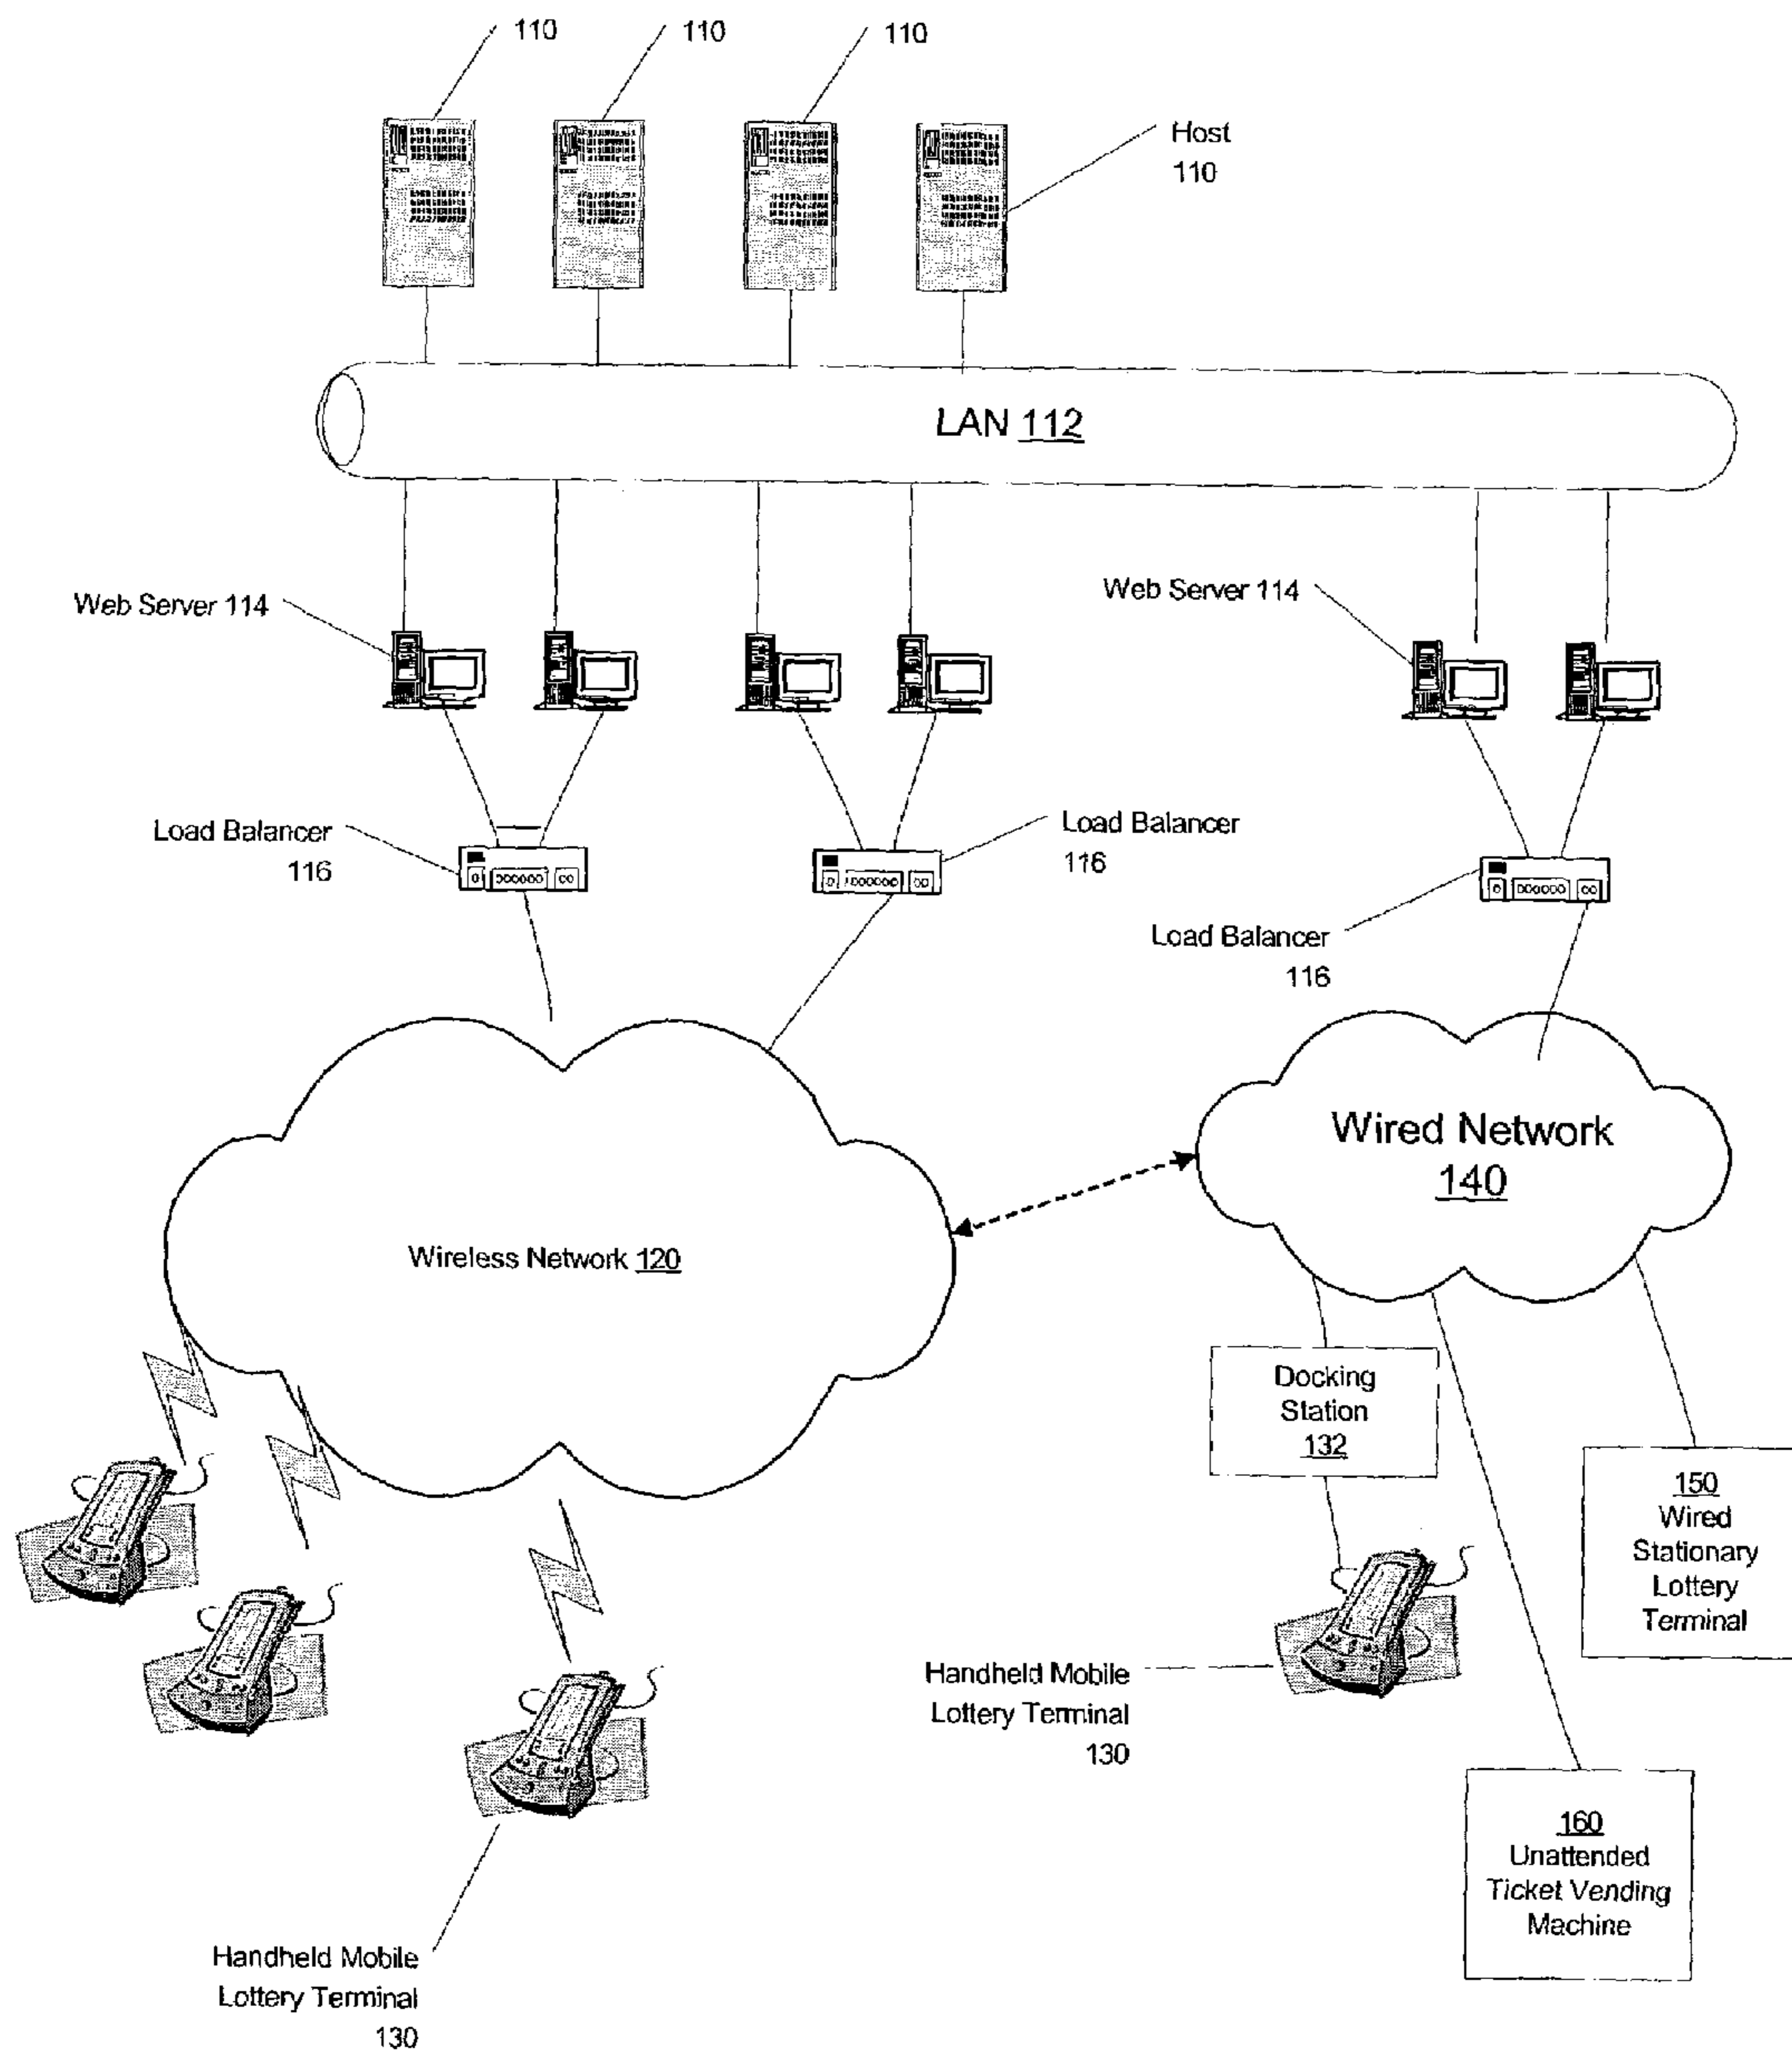 110
110
110
Host
110
LAN 112
Web Server 114
Web Server 114
Load Balancer
116
Load Balancer
116
Load Balancer
116
Wired Network
140
Wireless Network 120
Docking
Station
132
150
Wired
Stationary
Lottery
Terminal
Handheld Mobile
Lottery Terminal
130
160
Unattended
Ticket Vending
Machine
Handheld Mobile
Lottery Terminal
130